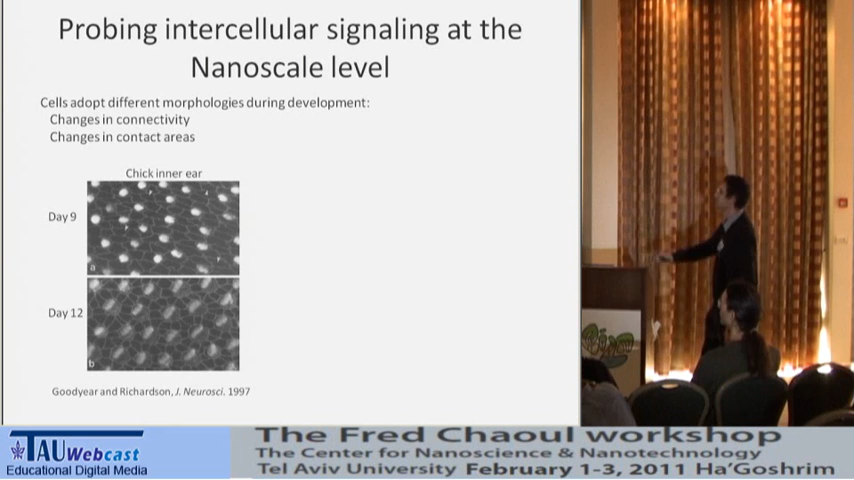 Probing intercellular signaling at the
Nanoscale level
Cells adopt different morphologies during development:
Changes in connectivity
Changes in contact areas
Chick inner ear
Day 9
a
Day 12
b
Goodyear and Richardson, J. Neurosci. 1997
TAU Webcast
Educational Digital Media
The Fred Chaoul workshop
The Center for Nanoscience & Nanotechnology
Tel Aviv University February 1-3, 2011 Ha'Goshrim